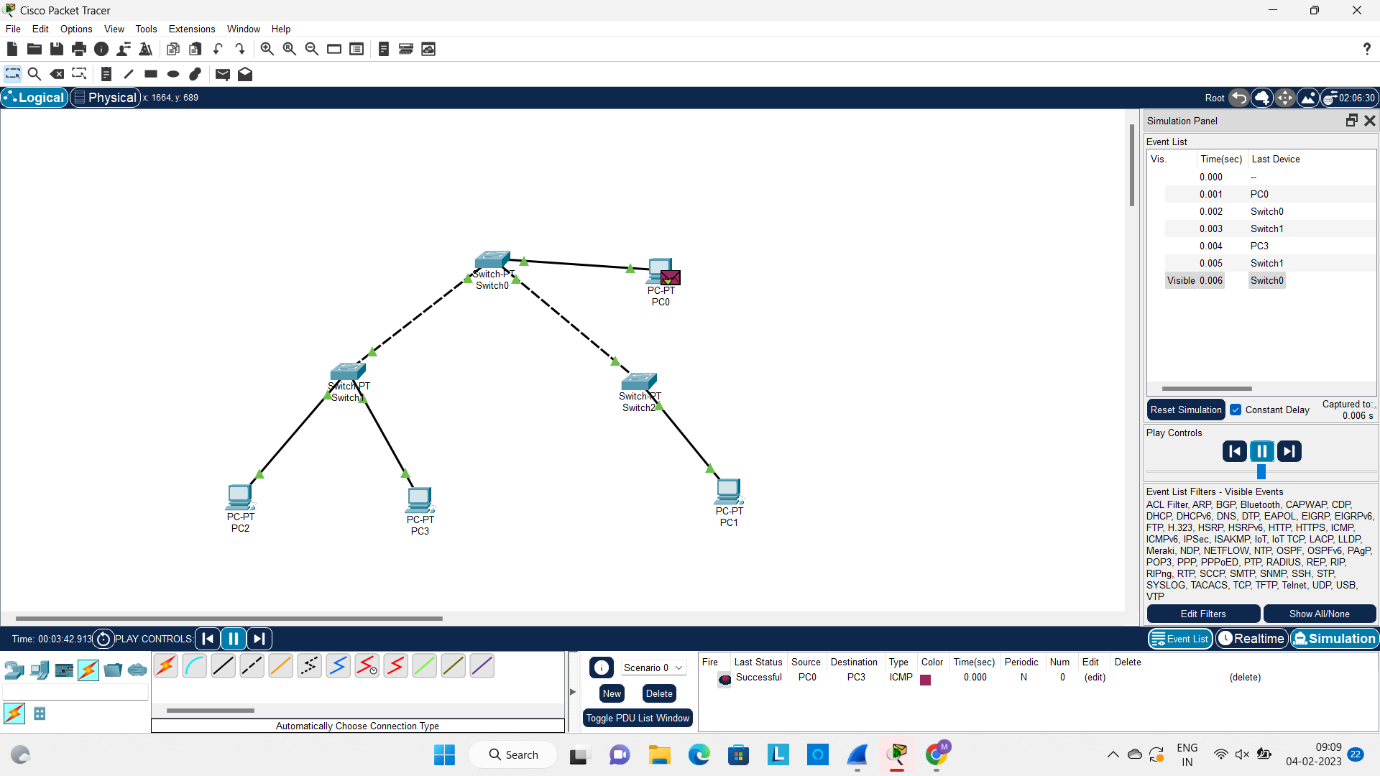 Cisco Packet Tracer
File Edit Options View Tools Extensions Window Help
?
Logical Physical x: 1664, y: 689 Root 02:06:30
Simulation Panel
Event List
Vis. Time(sec) Last Device
0.000 --
0.001 PC0
0.002 Switch0
0.003 Switch1
0.004 PC3
0.005 Switch1
Visible 0.006 Switch0
Reset Simulation Constant Delay Captured to:
0.006 s
Play Controls
Event List Filters - Visible Events
ACL Filter, ARP, BGP, Bluetooth, CAPWAP, CDP,
DHCP, DHCPv6, DNS, DTP, EAPOL, EIGRP, EIGRPv6,
FTP, H.323, HSRP, HSRPv6, HTTP, HTTPS, ICMP,
ICMPv6, IPSec, ISAKMP, IoT, IoT TCP, LACP, LLDP,
Meraki, NDP, NETFLOW, NTP, OSPF, OSPFv6, PAgP,
POP3, PPP, PPPoED, PTP, RADIUS, REP, RIP,
RIPng, RTP, SCCP, SMTP, SNMP, SSH, STP,
SYSLOG, TACACS, TCP, TFTP, Telnet, UDP, USB,
VTP
Edit Filters Show All/None
Switch-PT
Switch0
PC-PT
PC0
Switch-PT
Switch1
Switch-PT
Switch2
PC-PT
PC2
PC-PT
PC3
PC-PT
PC1
Time: 00:03:42.913 PLAY CONTROLS: Event List Realtime Simulation
Scenario 0
New Delete
Toggle PDU List Window
Fire Last Status Source Destination Type Color Time(sec) Periodic Num Edit Delete
Successful PC0 PC3 ICMP 0.000 N 0 (edit) (delete)
Automatically Choose Connection Type
Search
L
M
ENG
IN
09:09
04-02-2023
22